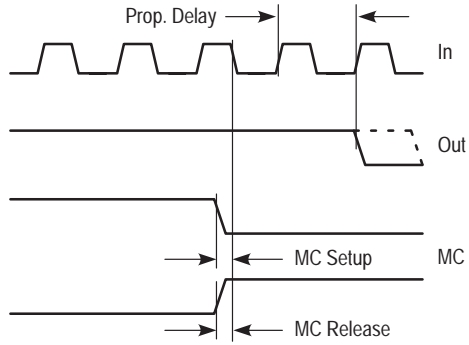 Prop. Delay
In
Out
MC Setup
MC
MC Release